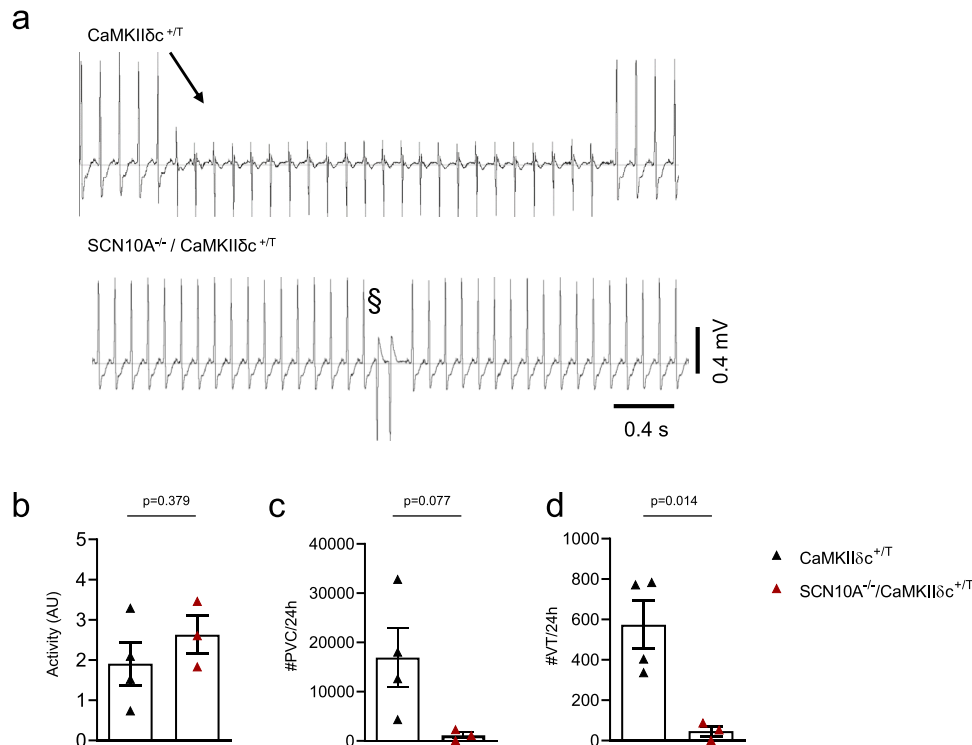 a
CaMKIIδc +/T
SCN10A-/- / CaMKIIδc +/T
§
0.4 mV
0.4 s
b
p=0.379
Activity (AU)
5
4
3
2
1
0
c
p=0.077
#PVC/24h
40000
30000
20000
10000
0
d
p=0.014
#VT/24h
1000
800
600
400
200
0
CaMKIIδc+/T
SCN10A-/-/CaMKIIδc+/T